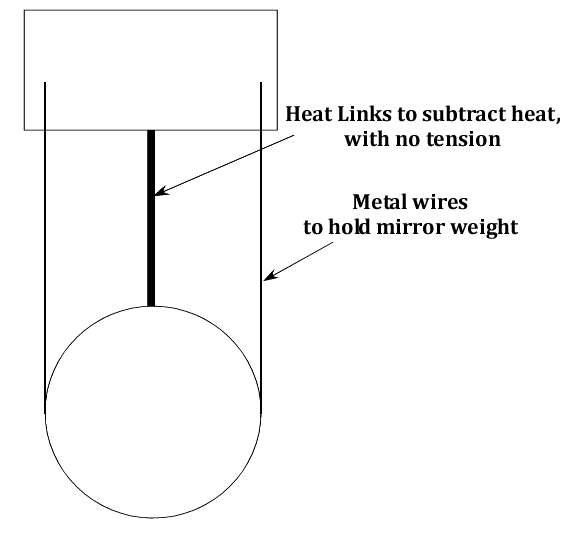 Heat Links to subtract heat,
with no tension
Metal wires
to hold mirror weight